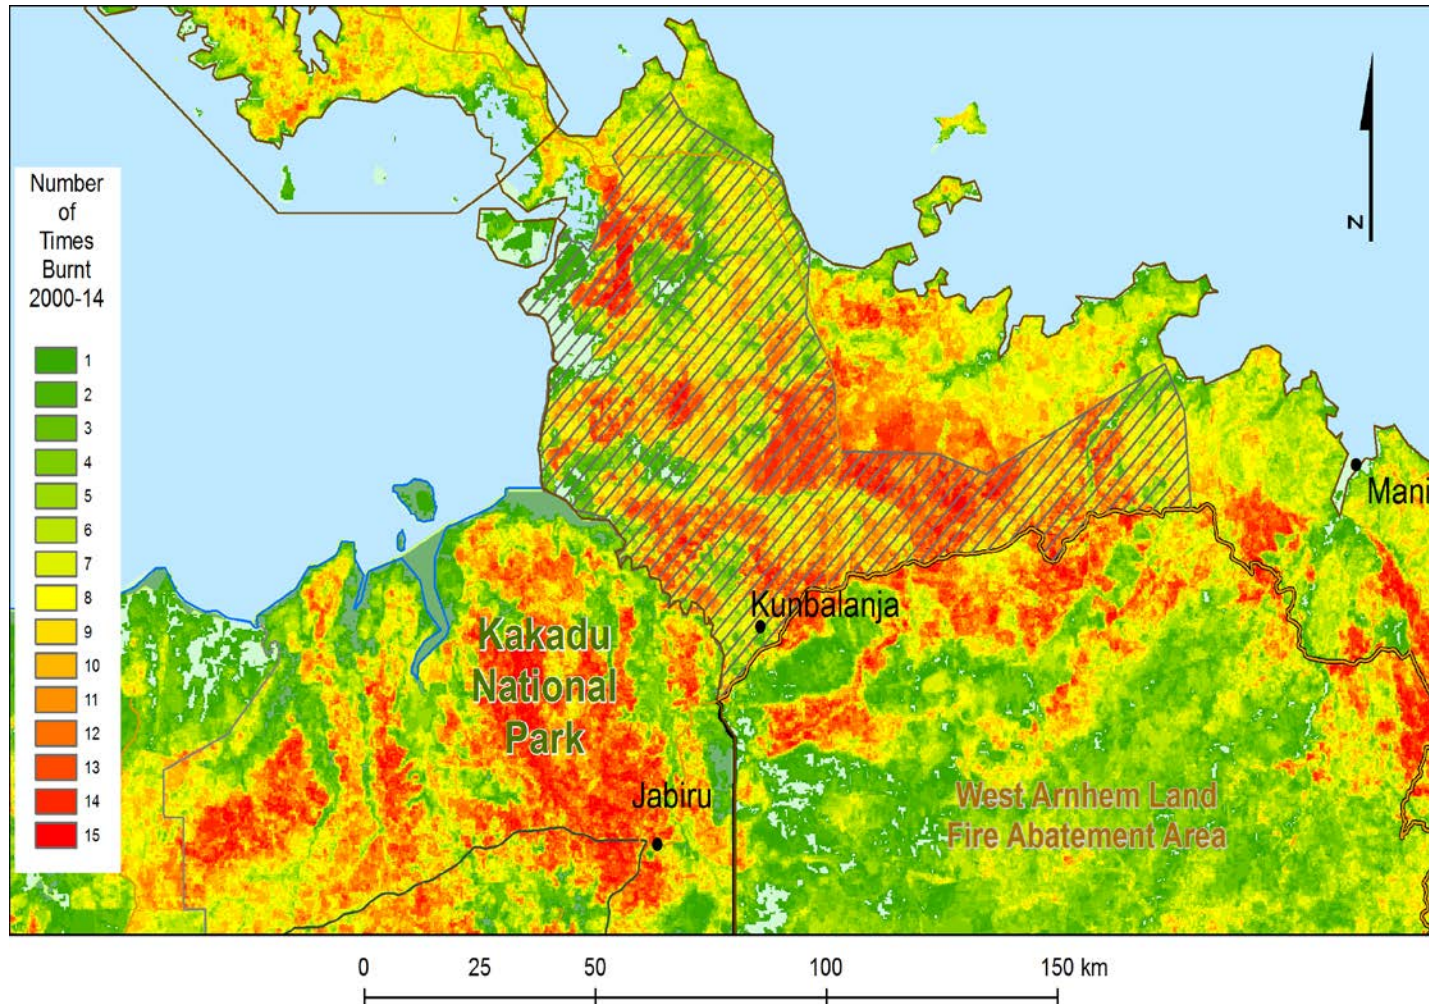 Number
of
Times
Burnt
2000-14
1
2
3
4
5
6
7
8
9
10
11
12
13
14
15
N
Mani
Kunbalanja
Kakadu
National
Park
Jabiru
West Arnhem Land
Fire Abatement Area
0 25 50 100 150 km